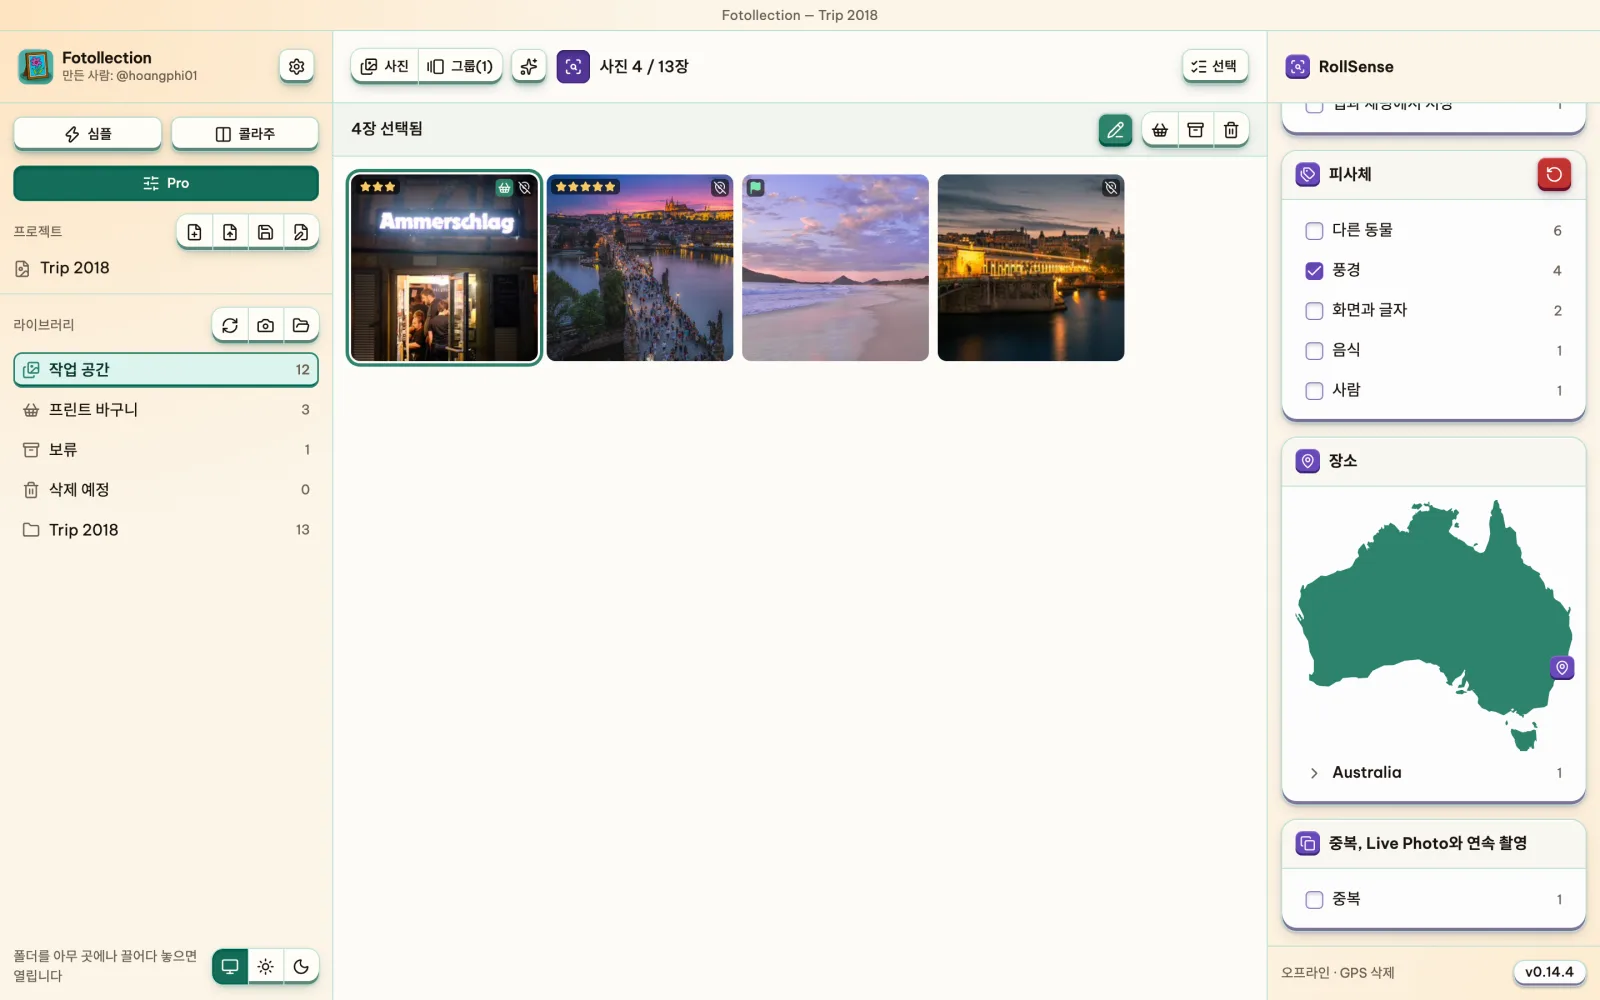 Fotollection — Trip 2018
Fotollection
만든 사람: @hoangphi01
심플
콜라주
Pro
프로젝트
Trip 2018
라이브러리
작업 공간 12
프린트 바구니 3
보류 1
삭제 예정 0
Trip 2018 13
폴더를 아무 곳에나 끌어다 놓으면
열립니다
사진
그룹(1)
사진 4 / 13장
선택
4장 선택됨
Ammerschlag
RollSense
1
피사체
다른 동물 6
풍경 4
화면과 글자 2
음식 1
사람 1
장소
Australia 1
중복, Live Photo와 연속 촬영
중복 1
오프라인 · GPS 삭제
v0.14.4